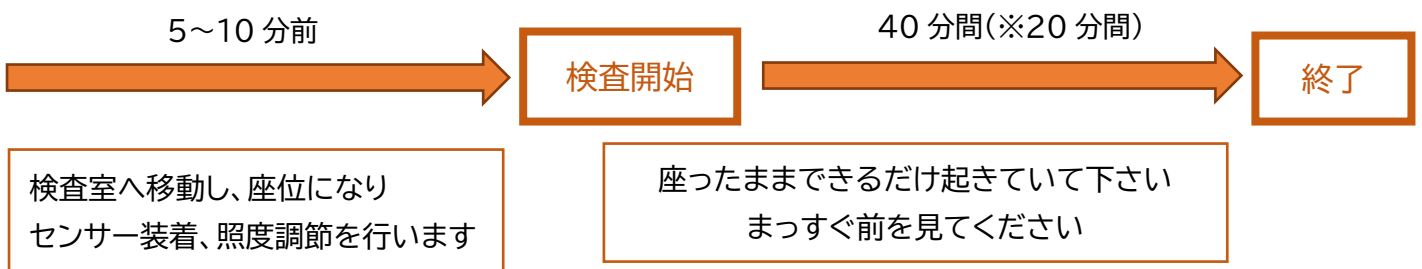 5～10 分前
40 分間(※20 分間)
検査開始
終了
検査室へ移動し、座位になり
センサー装着、照度調節を行います
座ったままできるだけ起きていて下さい
まっすぐ前を見てください